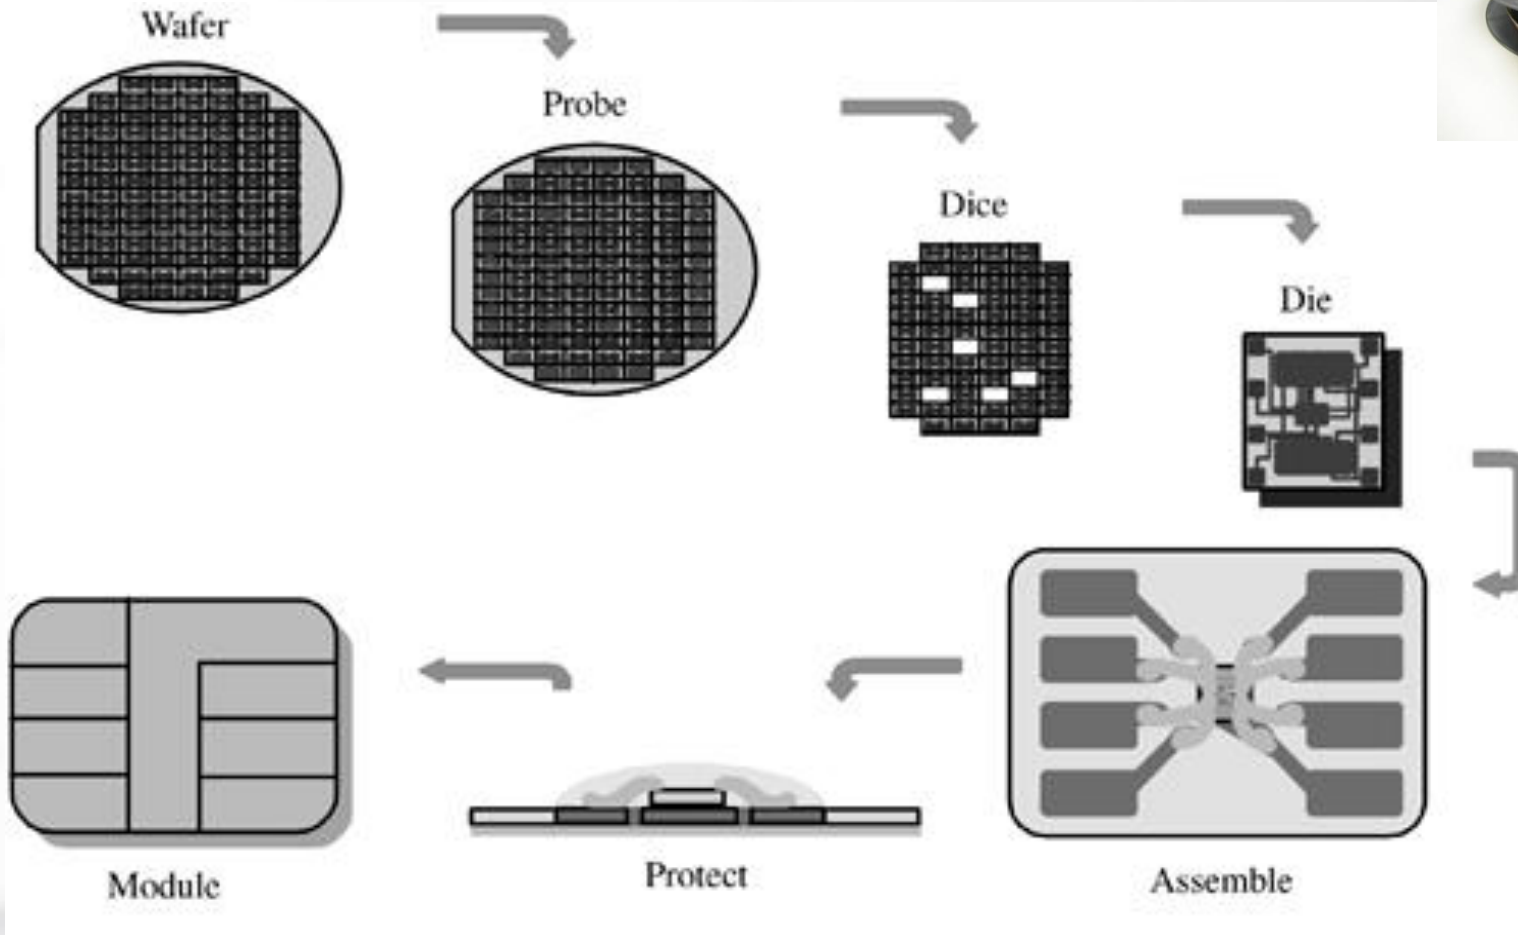 Wafer
Probe
Dice
Die
Assemble
Protect
Module